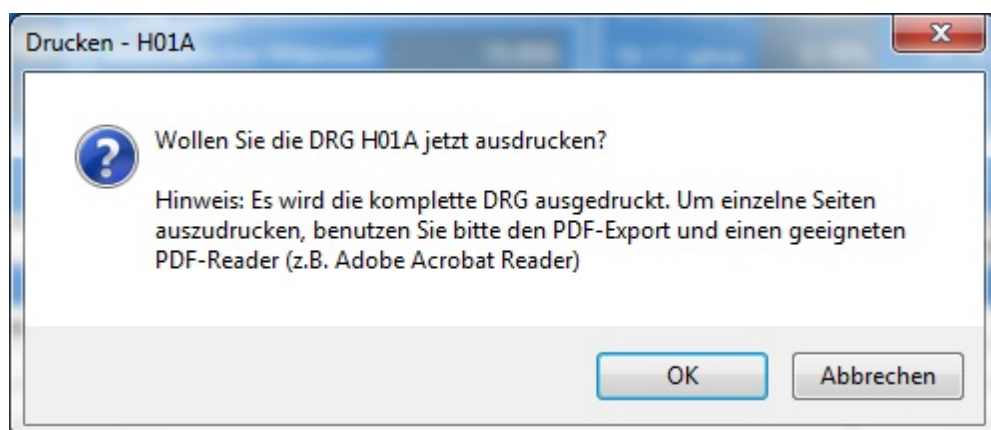 Drucken - H01A
Wollen Sie die DRG H01A jetzt ausdrucken?
Hinweis: Es wird die komplette DRG ausgedruckt. Um einzelne Seiten
auszudrucken, benutzen Sie bitte den PDF-Export und einen geeigneten
PDF-Reader (z.B. Adobe Acrobat Reader)
OK
Abbrechen